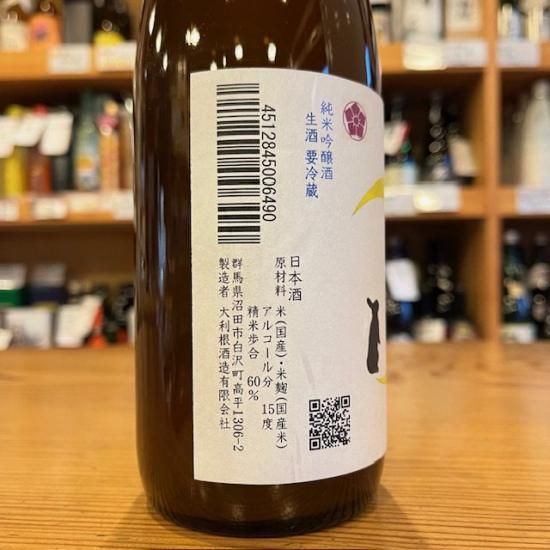 純米吟醸酒
生酒 要冷蔵
4512845006490
日本酒
原材料 米(国産)・米麹(国産米)
アルコール分 15度
精米歩合 60%
群馬県沼田市白沢町高平1306-2
製造者 大利根酒造有限会社